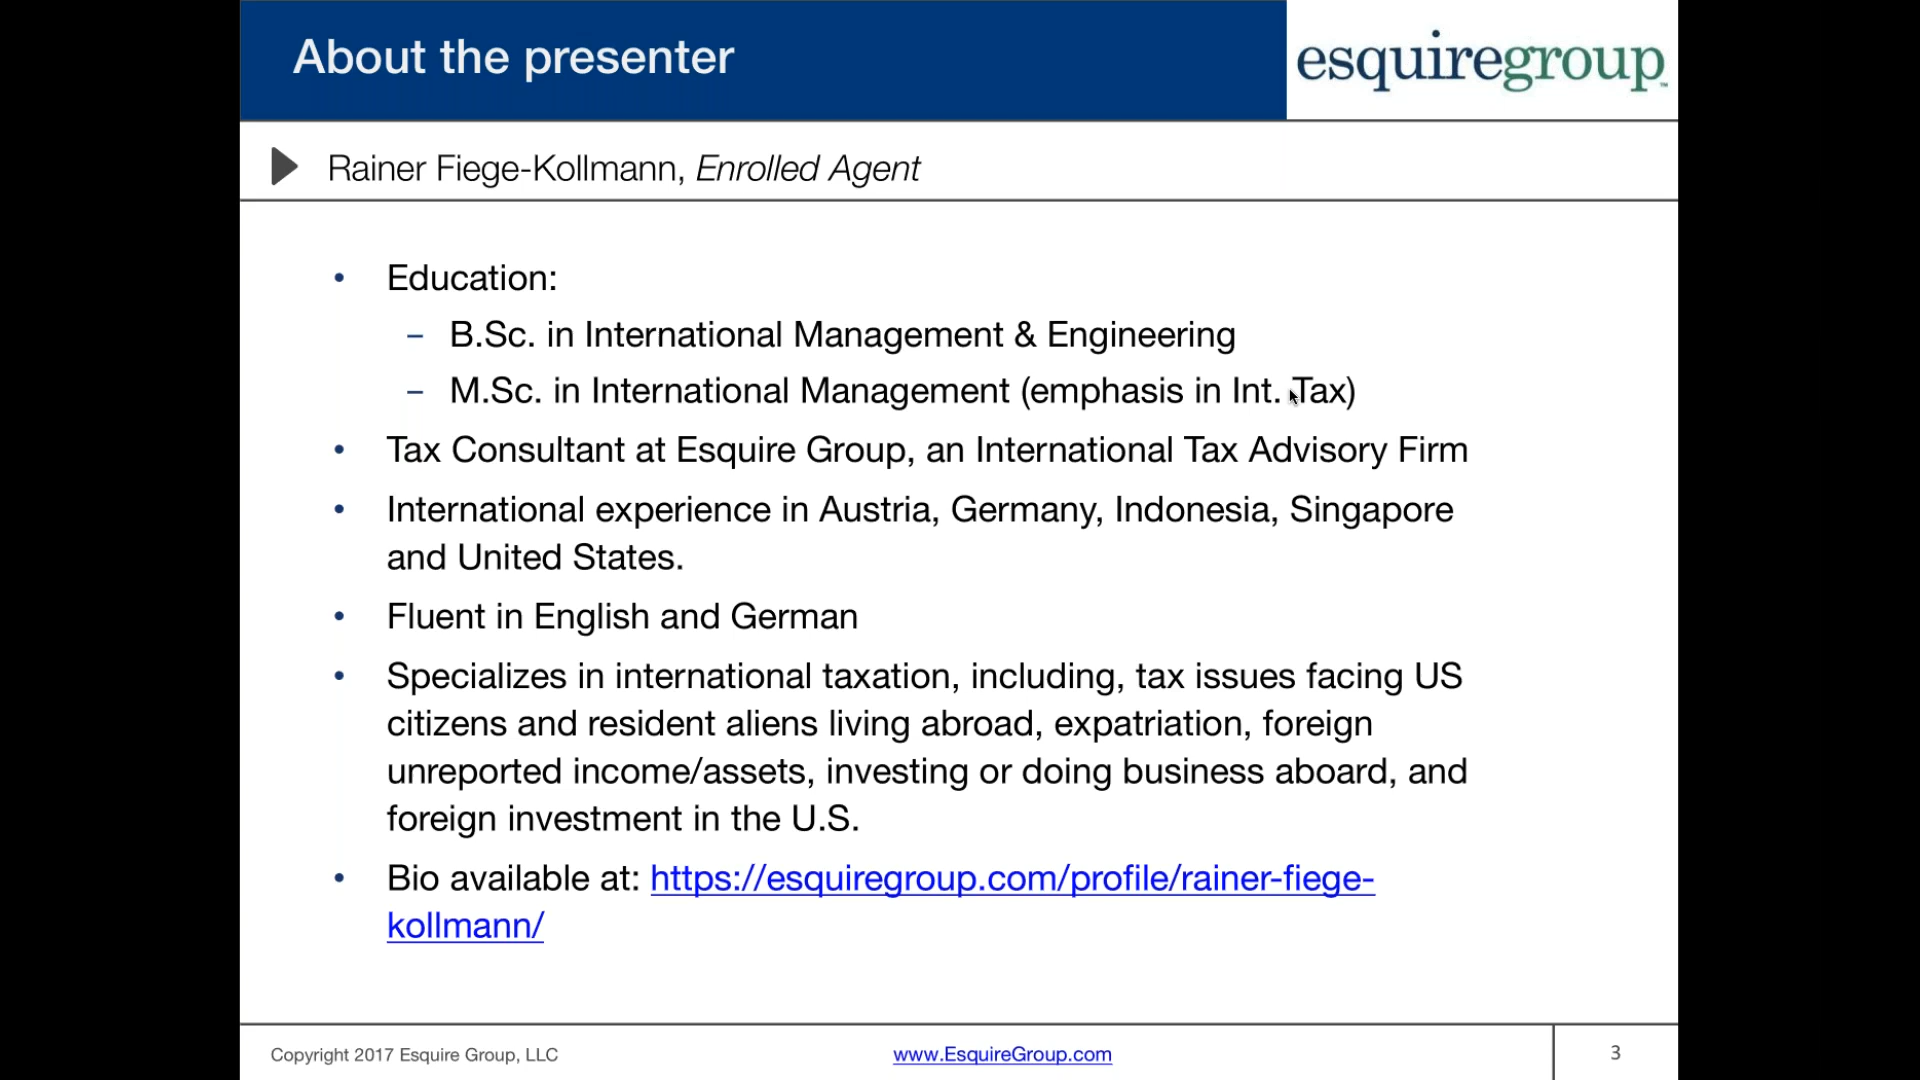 About the presenter
esquiregroup
Rainer Fiege-Kollmann, Enrolled Agent
• Education:
– B.Sc. in International Management & Engineering
– M.Sc. in International Management (emphasis in Int. Tax)
• Tax Consultant at Esquire Group, an International Tax Advisory Firm
• International experience in Austria, Germany, Indonesia, Singapore
and United States.
• Fluent in English and German
• Specializes in international taxation, including, tax issues facing US
citizens and resident aliens living abroad, expatriation, foreign
unreported income/assets, investing or doing business aboard, and
foreign investment in the U.S.
• Bio available at: https://esquiregroup.com/profile/rainer-fiege-
kollmann/
Copyright 2017 Esquire Group, LLC
www.EsquireGroup.com
3